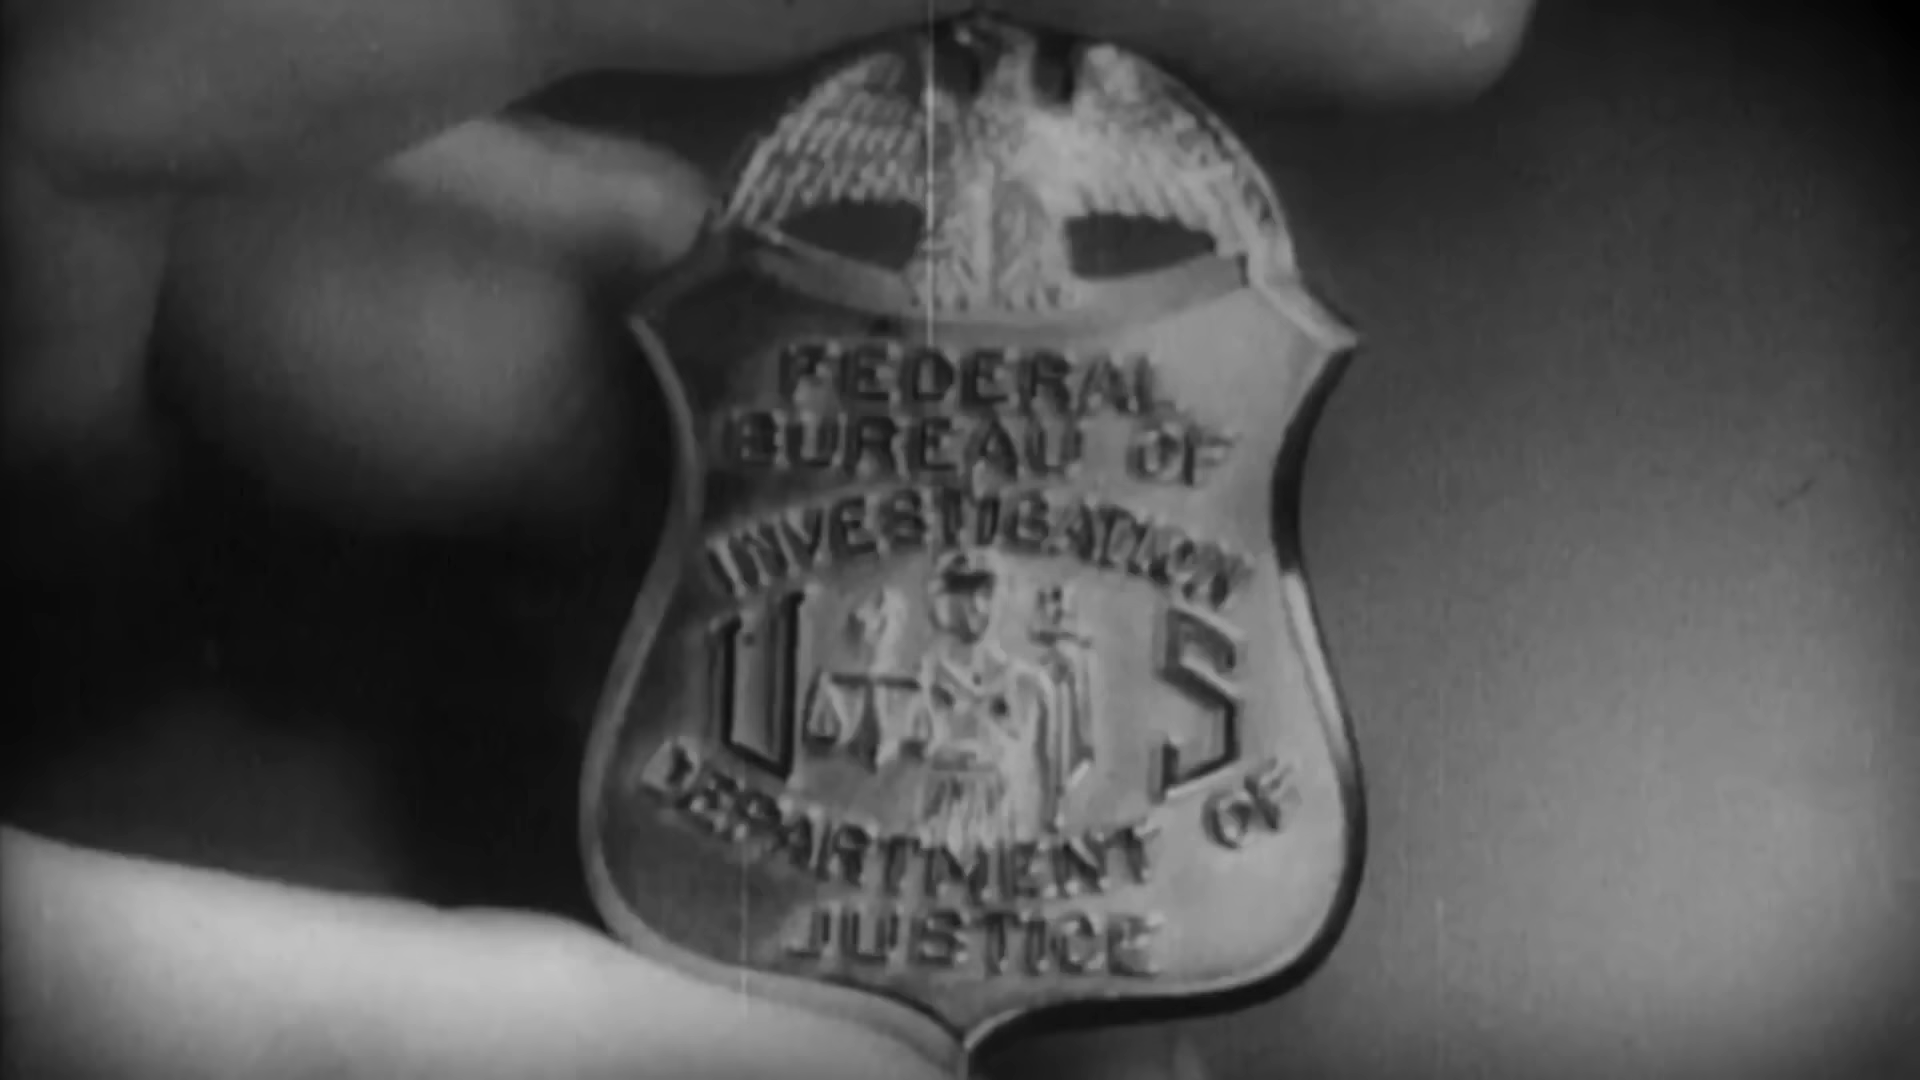 FEDERAL
BUREAU OF
INVESTIGATION
U S
DEPARTMENT OF
JUSTICE